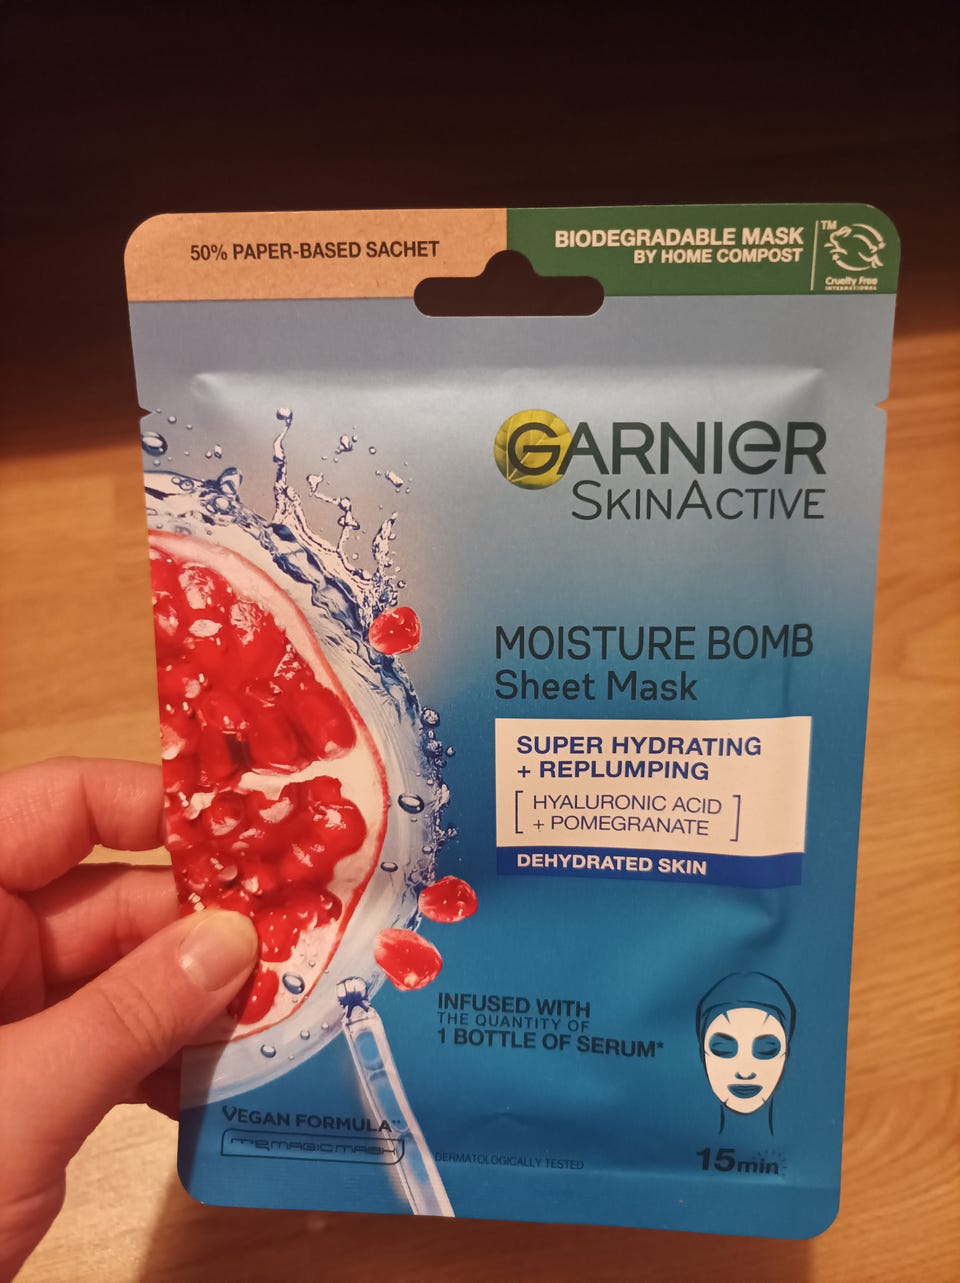 50% PAPER-BASED SACHET
BIODEGRADABLE MASK
BY HOME COMPOST
TM
Cruelty Free
INTERNATIONAL
GARNIER
SKINACTIVE
MOISTURE BOMB
Sheet Mask
SUPER HYDRATING
+ REPLUMPING
[ HYALURONIC ACID
+ POMEGRANATE ]
DEHYDRATED SKIN
INFUSED WITH
THE QUANTITY OF
1 BOTTLE OF SERUM*
VEGAN FORMULA**
DERMATOLOGICALLY TESTED
15min